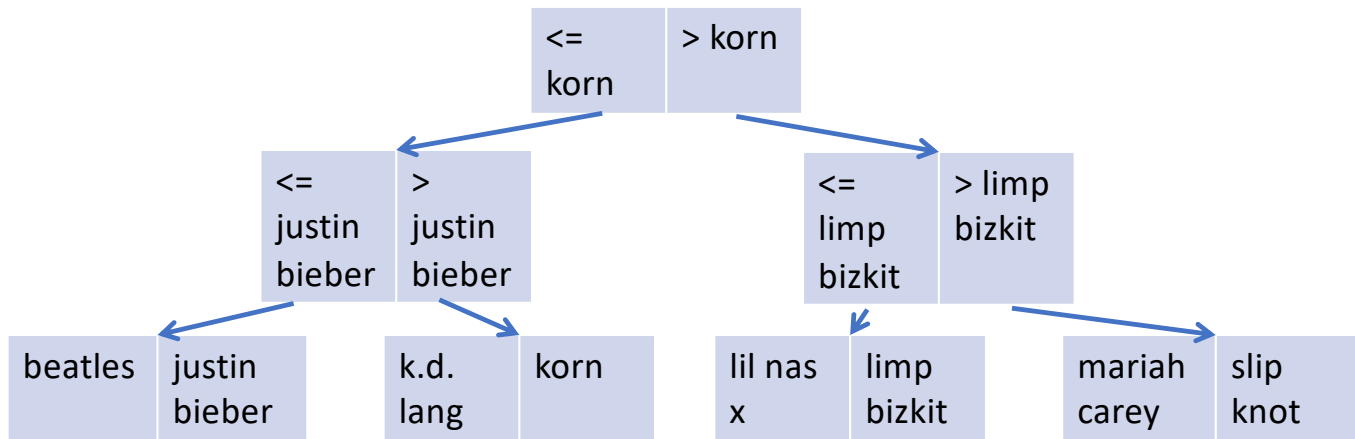 <=
korn
> korn
<=
justin
bieber
>
justin
bieber
<=
limp
bizkit
> limp
bizkit
beatles
justin
bieber
k.d.
lang
korn
lil nas
x
limp
bizkit
mariah
carey
slip
knot